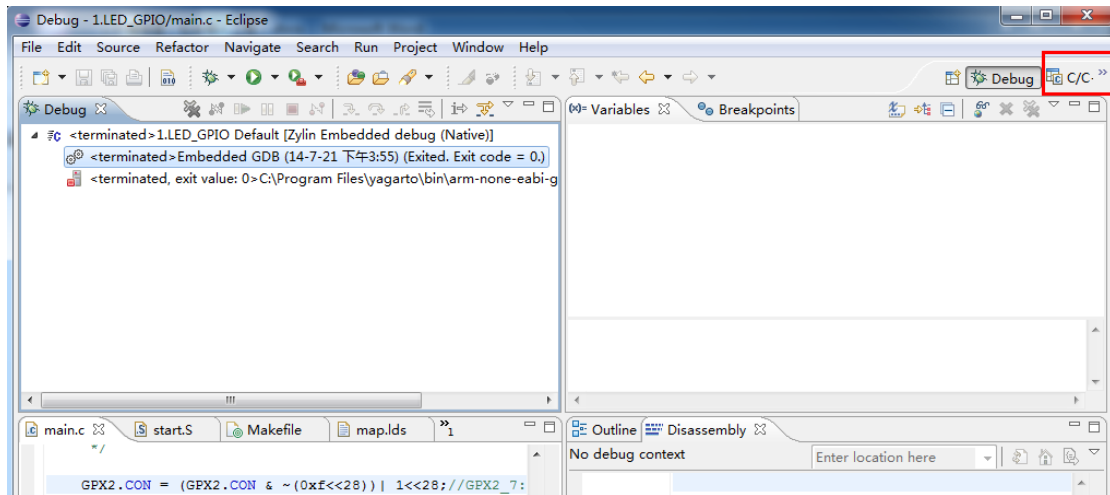 Debug - 1.LED_GPIO/main.c - Eclipse
File Edit Source Refactor Navigate Search Run Project Window Help
Debug C/C·
Debug
(x)= Variables Breakpoints
<terminated>1.LED_GPIO Default [Zylin Embedded debug (Native)]
<terminated>Embedded GDB (14-7-21 下午3:55) (Exited. Exit code = 0.)
<terminated, exit value: 0>C:\Program Files\yagarto\bin\arm-none-eabi-g
main.c start.S Makefile map.lds »1
Outline Disassembly
*/
No debug context Enter location here
GPX2.CON = (GPX2.CON & ~(0xf<<28))| 1<<28;//GPX2_7: